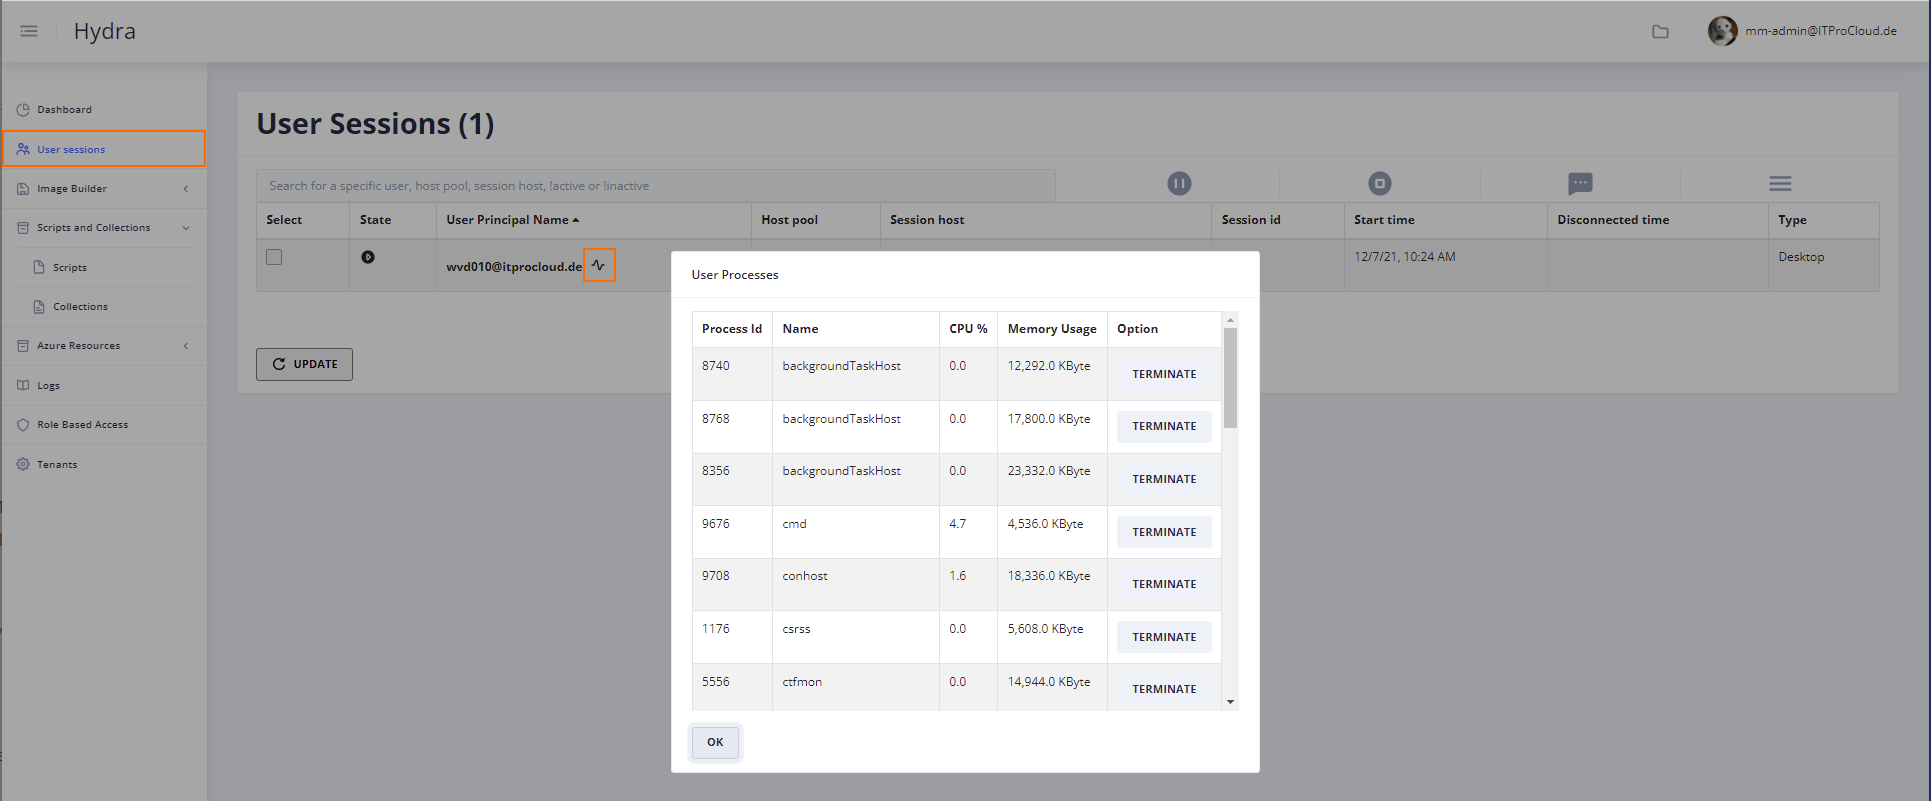 Hydra
mm-admin@ITProCloud.de
Dashboard
User sessions
Image Builder
Scripts and Collections
Scripts
Collections
Azure Resources
Logs
Role Based Access
Tenants
User Sessions (1)
Search for a specific user, host pool, session host, !active or !inactive
Select State User Principal Name Host pool Session host Session id Start time Disconnected time Type
wvd010@itprocloud.de 12/7/21, 10:24 AM Desktop
UPDATE
User Processes
Process Id Name CPU % Memory Usage Option
8740 backgroundTaskHost 0.0 12,292.0 KByte TERMINATE
8768 backgroundTaskHost 0.0 17,800.0 KByte TERMINATE
8356 backgroundTaskHost 0.0 23,332.0 KByte TERMINATE
9676 cmd 4.7 4,536.0 KByte TERMINATE
9708 conhost 1.6 18,336.0 KByte TERMINATE
1176 csrss 0.0 5,608.0 KByte TERMINATE
5556 ctfmon 0.0 14,944.0 KByte TERMINATE
OK